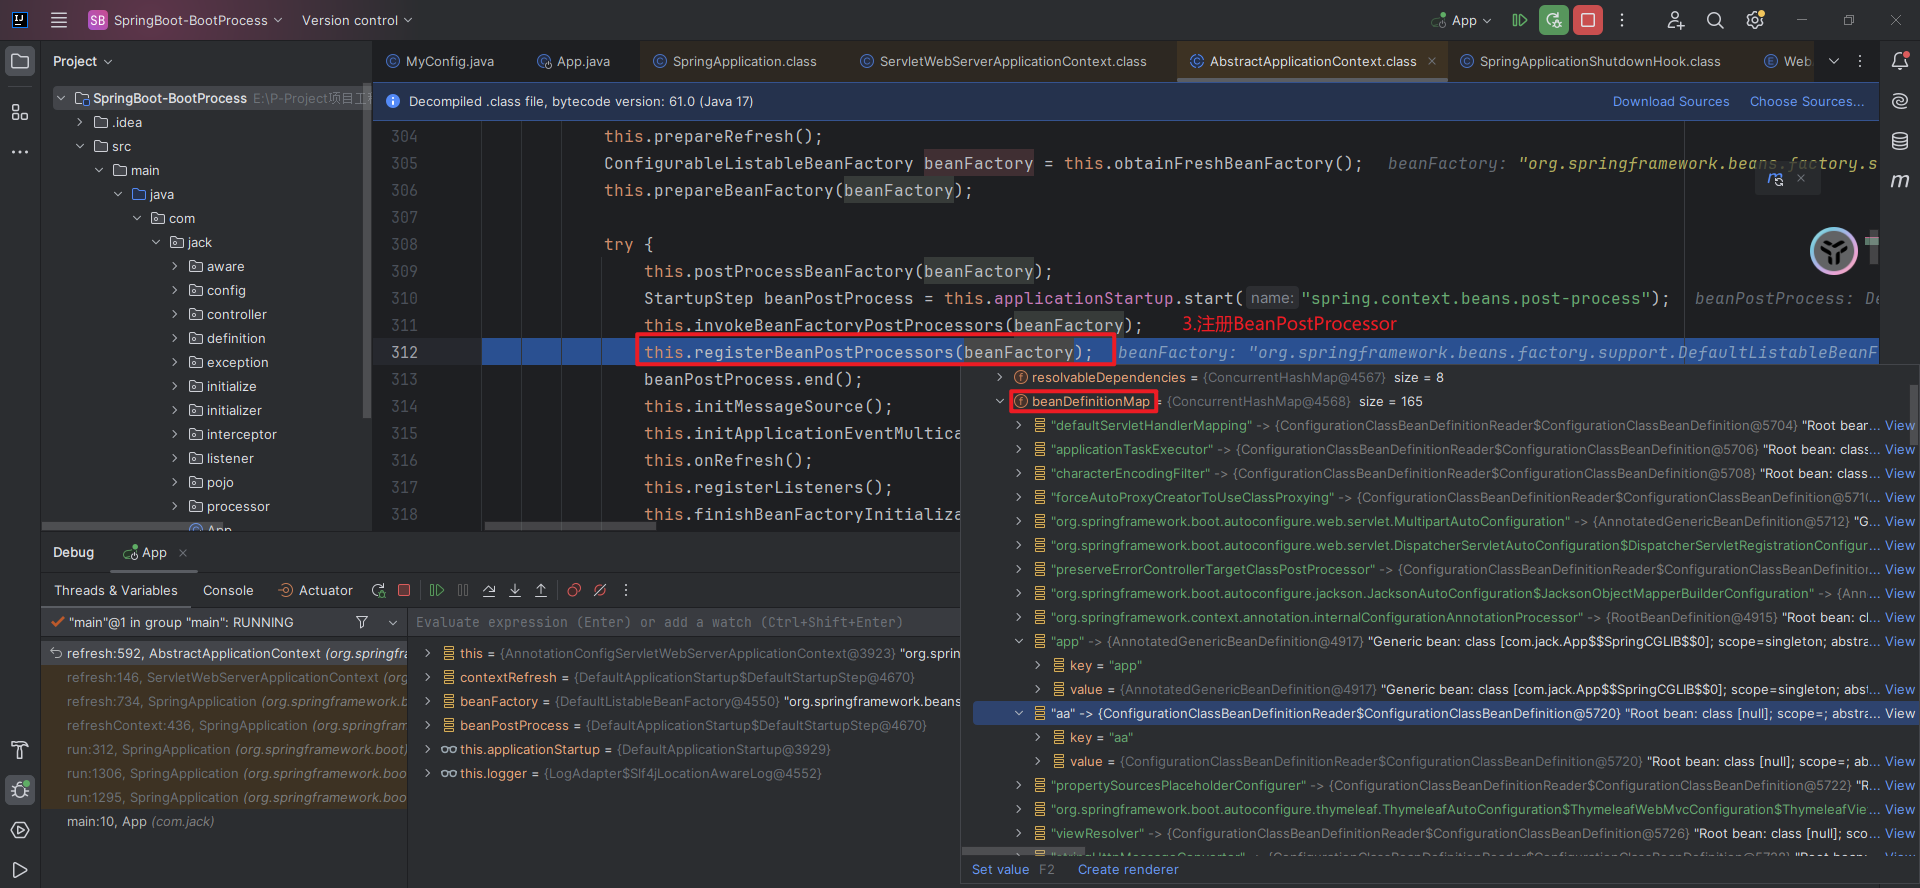 SB SpringBoot-BootProcess Version control App
Project
MyConfig.java App.java SpringApplication.class ServletWebServerApplicationContext.class AbstractApplicationContext.class SpringApplicationShutdownHook.class Web
SpringBoot-BootProcess E:\P-Project项目工
Decompiled .class file, bytecode version: 61.0 (Java 17) Download Sources Choose Sources...
.idea
src
main
java
com
jack
aware
config
controller
definition
exception
initialize
initializer
interceptor
listener
pojo
processor
App
304 this.prepareRefresh();
305 ConfigurableListableBeanFactory beanFactory = this.obtainFreshBeanFactory(); beanFactory: "org.springframework.beans.factory.s
306 this.prepareBeanFactory(beanFactory);
307
308 try {
309 this.postProcessBeanFactory(beanFactory);
310 StartupStep beanPostProcess = this.applicationStartup.start( name: "spring.context.beans.post-process"); beanPostProcess: De
311 this.invokeBeanFactoryPostProcessors(beanFactory); 3.注册BeanPostProcessor
312 this.registerBeanPostProcessors(beanFactory); beanFactory: "org.springframework.beans.factory.support.DefaultListableBeanF
313 beanPostProcess.end();
314 this.initMessageSource();
315 this.initApplicationEventMultica
316 this.onRefresh();
317 this.registerListeners();
318 this.finishBeanFactoryInitializa
resolvableDependencies = {ConcurrentHashMap@4567} size = 8
beanDefinitionMap = {ConcurrentHashMap@4568} size = 165
"defaultServletHandlerMapping" -> {ConfigurationClassBeanDefinitionReader$ConfigurationClassBeanDefinition@5704} "Root bear... View
"applicationTaskExecutor" -> {ConfigurationClassBeanDefinitionReader$ConfigurationClassBeanDefinition@5706} "Root bean: class... View
"characterEncodingFilter" -> {ConfigurationClassBeanDefinitionReader$ConfigurationClassBeanDefinition@5708} "Root bean: class ... View
"forceAutoProxyCreatorToUseClassProxying" -> {ConfigurationClassBeanDefinitionReader$ConfigurationClassBeanDefinition@571... View
"org.springframework.boot.autoconfigure.web.servlet.MultipartAutoConfiguration" -> {AnnotatedGenericBeanDefinition@5712} "G... View
"org.springframework.boot.autoconfigure.web.servlet.DispatcherServletAutoConfiguration$DispatcherServletRegistrationConfigur... View
"preserveErrorControllerTargetClassPostProcessor" -> {ConfigurationClassBeanDefinitionReader$ConfigurationClassBeanDefinition... View
"org.springframework.boot.autoconfigure.jackson.JacksonAutoConfiguration$JacksonObjectMapperBuilderConfiguration" -> {Ann... View
"org.springframework.context.annotation.internalConfigurationAnnotationProcessor" -> {RootBeanDefinition@4915} "Root bean: cl... View
"app" -> {AnnotatedGenericBeanDefinition@4917} "Generic bean: class [com.jack.App$$SpringCGLIB$$0]; scope=singleton; abstra... View
key = "app"
value = {AnnotatedGenericBeanDefinition@4917} "Generic bean: class [com.jack.App$$SpringCGLIB$$0]; scope=singleton; abst... View
"aa" -> {ConfigurationClassBeanDefinitionReader$ConfigurationClassBeanDefinition@5720} "Root bean: class [null]; scope=; abstra... View
key = "aa"
value = {ConfigurationClassBeanDefinitionReader$ConfigurationClassBeanDefinition@5720} "Root bean: class [null]; scope=; ab... View
"propertySourcesPlaceholderConfigurer" -> {ConfigurationClassBeanDefinitionReader$ConfigurationClassBeanDefinition@5722} "R... View
"org.springframework.boot.autoconfigure.thymeleaf.ThymeleafAutoConfiguration$ThymeleafWebMvcConfiguration$ThymeleafVie... View
"viewResolver" -> {ConfigurationClassBeanDefinitionReader$ConfigurationClassBeanDefinition@5726} "Root bean: class [null]; sco... View
Set value F2 Create renderer
Debug App
Threads & Variables Console Actuator
"main"@1 in group "main": RUNNING
Evaluate expression (Enter) or add a watch (Ctrl+Shift+Enter)
refresh:592, AbstractApplicationContext (org.springfr
refresh:146, ServletWebServerApplicationContext (org
refresh:734, SpringApplication (org.springframework.b
refreshContext:436, SpringApplication (org.springfram
run:312, SpringApplication (org.springframework.boot)
run:1306, SpringApplication (org.springframework.boo
run:1295, SpringApplication (org.springframework.boo
main:10, App (com.jack)
this = {AnnotationConfigServletWebServerApplicationContext@3923} "org.sprin
contextRefresh = {DefaultApplicationStartup$DefaultStartupStep@4670}
beanFactory = {DefaultListableBeanFactory@4550} "org.springframework.beans
beanPostProcess = {DefaultApplicationStartup$DefaultStartupStep@4670}
this.applicationStartup = {DefaultApplicationStartup@3929}
this.logger = {LogAdapter$Slf4jLocationAwareLog@4552}